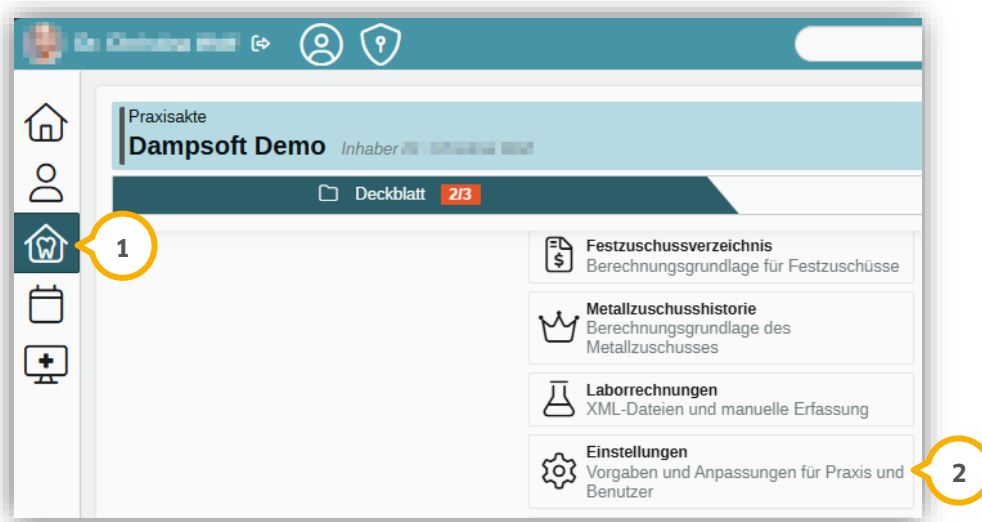 Praxisakte
Dampsoft Demo Inhaber
Deckblatt 2/3
1
Festzuschussverzeichnis
Berechnungsgrundlage für Festzuschüsse
Metallzuschusshistorie
Berechnungsgrundlage des
Metallzuschusses
Laborrechnungen
XML-Dateien und manuelle Erfassung
Einstellungen
Vorgaben und Anpassungen für Praxis und
Benutzer
2